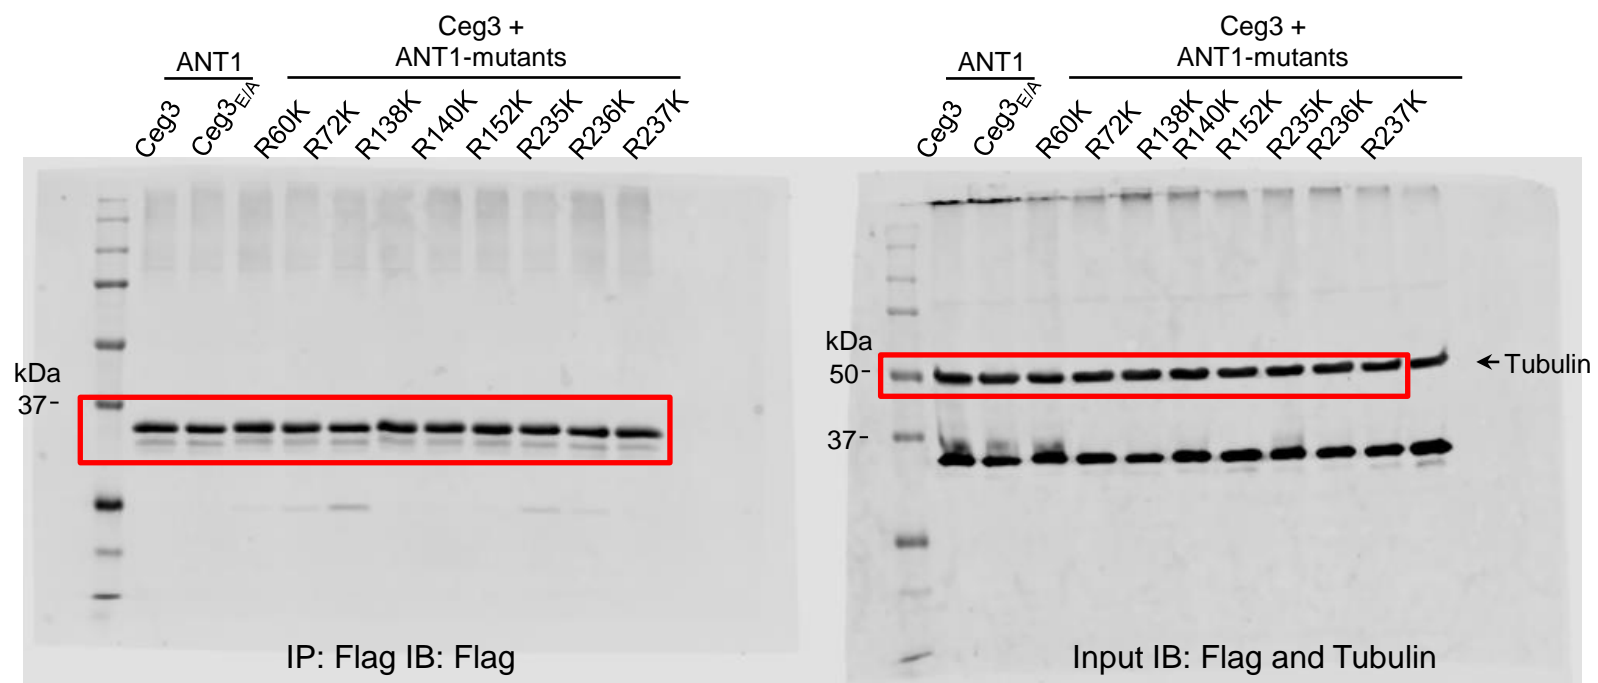 Ceg3 +
ANT1-mutants
ANT1
Ceg3
Ceg3E/A
R60K
R72K
R138K
R140K
R152K
R235K
R236K
R237K
kDa
37-
IP: Flag IB: Flag
Ceg3 +
ANT1-mutants
ANT1
Ceg3
Ceg3E/A
R60K
R72K
R138K
R140K
R152K
R235K
R236K
R237K
kDa
50-
37-
← Tubulin
Input IB: Flag and Tubulin